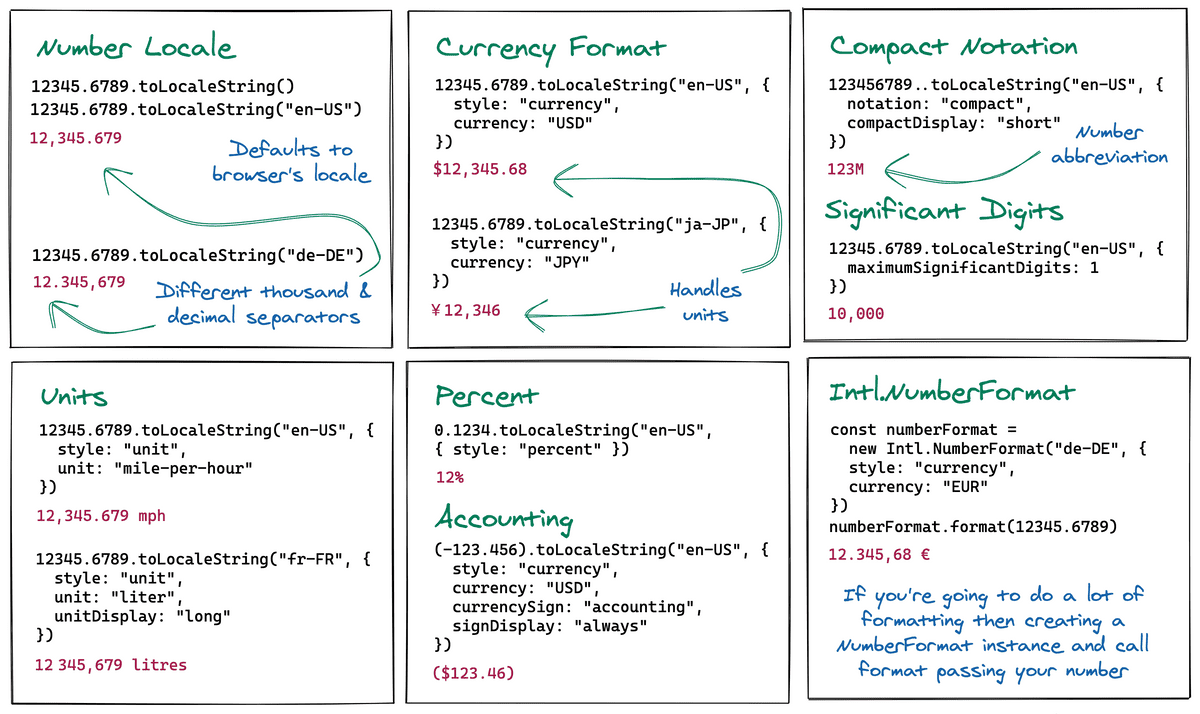 Number Locale
12345.6789.toLocaleString()
12345.6789.toLocaleString("en-US")
12,345.679
Defaults to
browser's locale
12345.6789.toLocaleString("de-DE")
12.345,679
Different thousand &
decimal separators
Currency Format
12345.6789.toLocaleString("en-US", {
style: "currency",
currency: "USD"
})
$12,345.68
12345.6789.toLocaleString("ja-JP", {
style: "currency",
currency: "JPY"
})
¥12,346
Handles
units
Compact Notation
123456789..toLocaleString("en-US", {
notation: "compact",
compactDisplay: "short"
})
Number
abbreviation
123M
Significant Digits
12345.6789.toLocaleString("en-US", {
maximumSignificantDigits: 1
})
10,000
Units
12345.6789.toLocaleString("en-US", {
style: "unit",
unit: "mile-per-hour"
})
12,345.679 mph
12345.6789.toLocaleString("fr-FR", {
style: "unit",
unit: "liter",
unitDisplay: "long"
})
12 345,679 litres
Percent
0.1234.toLocaleString("en-US",
{ style: "percent" })
12%
Accounting
(-123.456).toLocaleString("en-US", {
style: "currency",
currency: "USD",
currencySign: "accounting",
signDisplay: "always"
})
($123.46)
Intl.NumberFormat
const numberFormat =
new Intl.NumberFormat("de-DE", {
style: "currency",
currency: "EUR"
})
numberFormat.format(12345.6789)
12.345,68 €
If you're going to do a lot of
formatting then creating a
NumberFormat instance and call
format passing your number